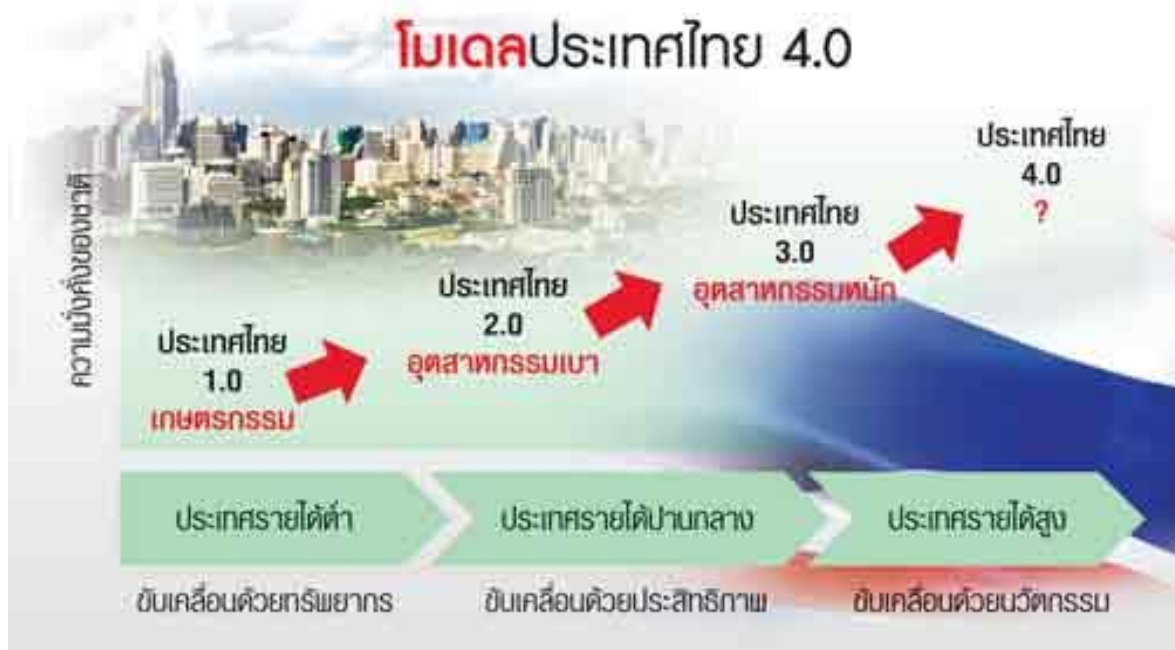 โมเดลประเทศไทย 4.0
ความมั่งคั่งของชาติ
ประเทศไทย
1.0
เกษตรกรรม
ประเทศไทย
2.0
อุตสาหกรรมเบา
ประเทศไทย
3.0
อุตสาหกรรมหนัก
ประเทศไทย
4.0
?
ประเทศรายได้ต่ำ
ประเทศรายได้ปานกลาง
ประเทศรายได้สูง
ขับเคลื่อนด้วยทรัพยากร
ขับเคลื่อนด้วยประสิทธิภาพ
ขับเคลื่อนด้วยนวัตกรรม